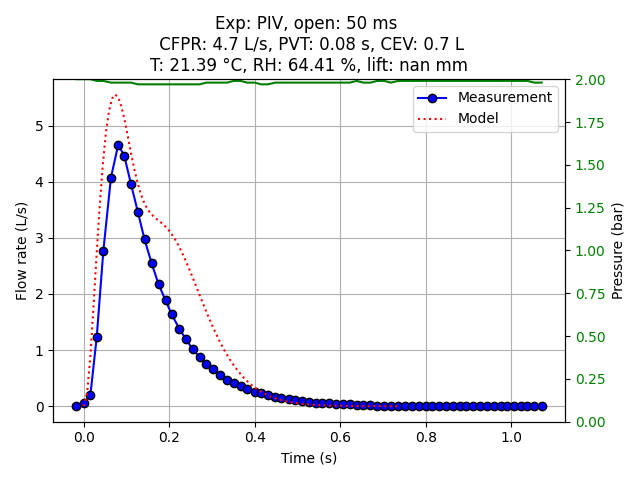 Exp: PIV, open: 50 ms
CFPR: 4.7 L/s, PVT: 0.08 s, CEV: 0.7 L
T: 21.39 °C, RH: 64.41 %, lift: nan mm
Measurement
Model
Flow rate (L/s)
5
4
3
2
1
0
0.0
0.2
0.4
0.6
0.8
1.0
Time (s)
2.00
1.75
1.50
1.25
1.00
0.75
0.50
0.25
0.00
Pressure (bar)